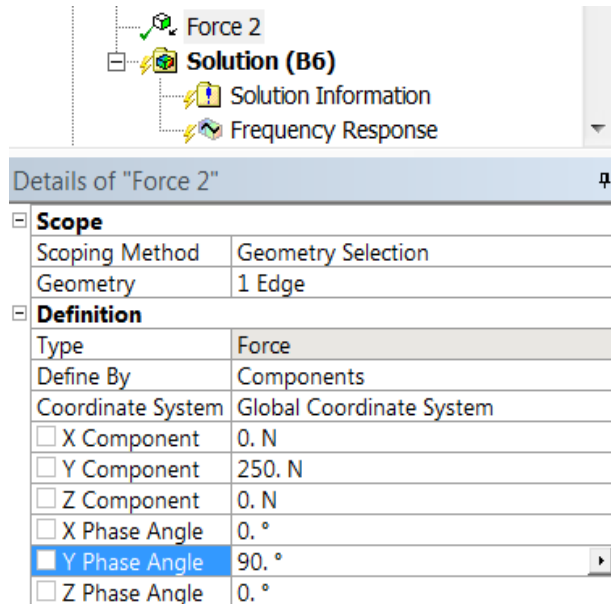 Force 2
Solution (B6)
Solution Information
Frequency Response
Details of "Force 2"
Scope
Scoping Method Geometry Selection
Geometry 1 Edge
Definition
Type Force
Define By Components
Coordinate System Global Coordinate System
X Component 0. N
Y Component 250. N
Z Component 0. N
X Phase Angle 0. °
Y Phase Angle 90. °
Z Phase Angle 0. °